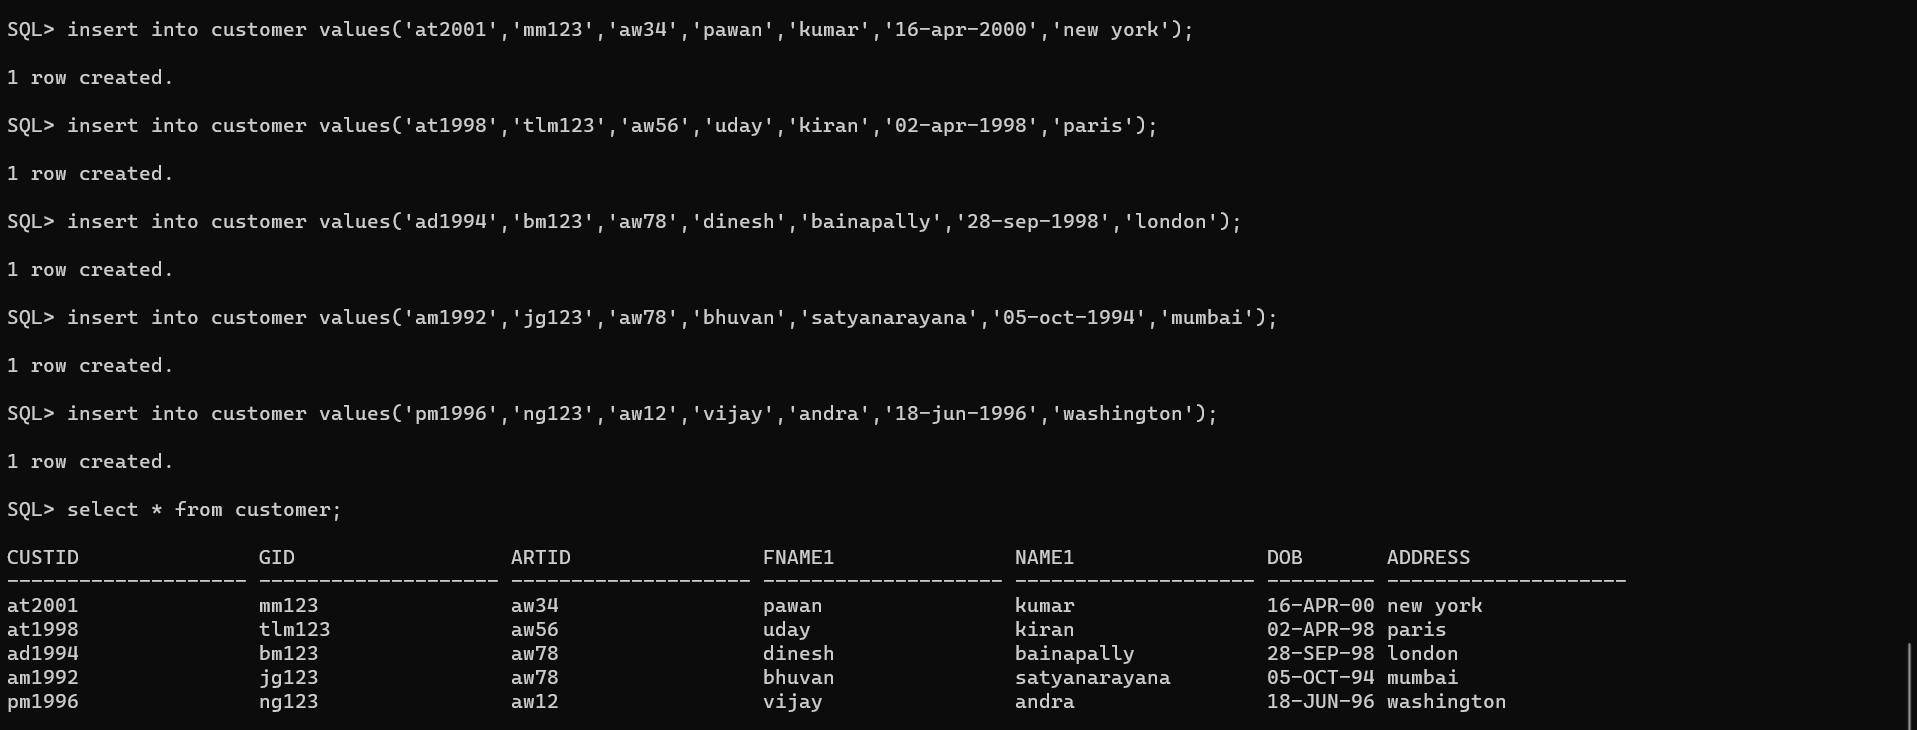 SQL> insert into customer values('at2001','mm123','aw34','pawan','kumar','16-apr-2000','new york');
1 row created.
SQL> insert into customer values('at1998','tlm123','aw56','uday','kiran','02-apr-1998','paris');
1 row created.
SQL> insert into customer values('ad1994','bm123','aw78','dinesh','bainapally','28-sep-1998','london');
1 row created.
SQL> insert into customer values('am1992','jg123','aw78','bhuvan','satyanarayana','05-oct-1994','mumbai');
1 row created.
SQL> insert into customer values('pm1996','ng123','aw12','vijay','andra','18-jun-1996','washington');
1 row created.
SQL> select * from customer;
CUSTID GID ARTID FNAME1 NAME1 DOB ADDRESS
-------------------- -------------------- -------------------- -------------------- -------------------- --------- --------------------
at2001 mm123 aw34 pawan kumar 16-APR-00 new york
at1998 tlm123 aw56 uday kiran 02-APR-98 paris
ad1994 bm123 aw78 dinesh bainapally 28-SEP-98 london
am1992 jg123 aw78 bhuvan satyanarayana 05-OCT-94 mumbai
pm1996 ng123 aw12 vijay andra 18-JUN-96 washington